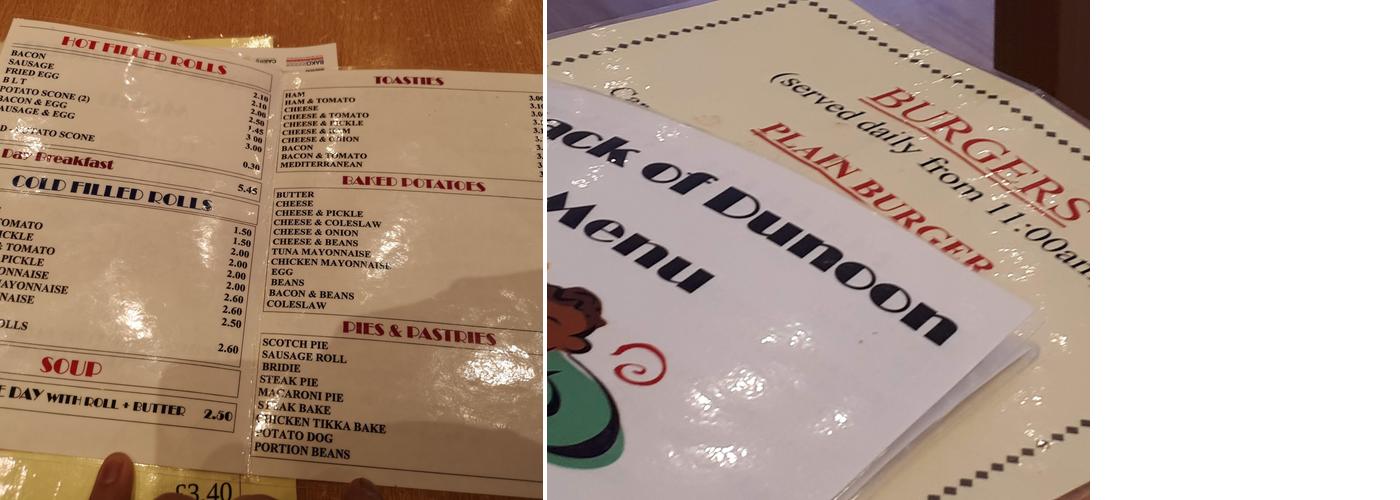 HOT FILLED ROLLS
BACON 2.10
SAUSAGE 2.10
FRIED EGG 2.00
B L T 2.50
POTATO SCONE (2)
BACON & EGG 3.00
SAUSAGE & EGG 3.00
SCONE 0.30
Day Breakfast 5.45
COLD FILLED ROLLS
1.50
TOMATO 1.50
2.00
& TOMATO 2.00
PICKLE 2.00
2.60
2.60
2.50
2.60
SOUP
DAY WITH ROLL + BUTTER 2.50
£3.40
TOASTIES
HAM
HAM & TOMATO
CHEESE
CHEESE & TOMATO
CHEESE & PICKLE
CHEESE & HAM
CHEESE & ONION
BACON
BACON & TOMATO
MEDITERRANEAN
BAKED POTATOES
BUTTER
CHEESE
CHEESE & PICKLE
CHEESE & COLESLAW
CHEESE & ONION
CHEESE & BEANS
TUNA MAYONNAISE
CHICKEN MAYONNAISE
EGG
BEANS
BACON & BEANS
COLESLAW
PIES & PASTRIES
SCOTCH PIE
SAUSAGE ROLL
BRIDIE
STEAK PIE
MACARONI PIE
STEAK BAKE
CHICKEN TIKKA BAKE
POTATO DOG
PORTION BEANS
BURGERS
(served daily from 11:00am
PLAIN BURGER
ack of Dunoon
Menu